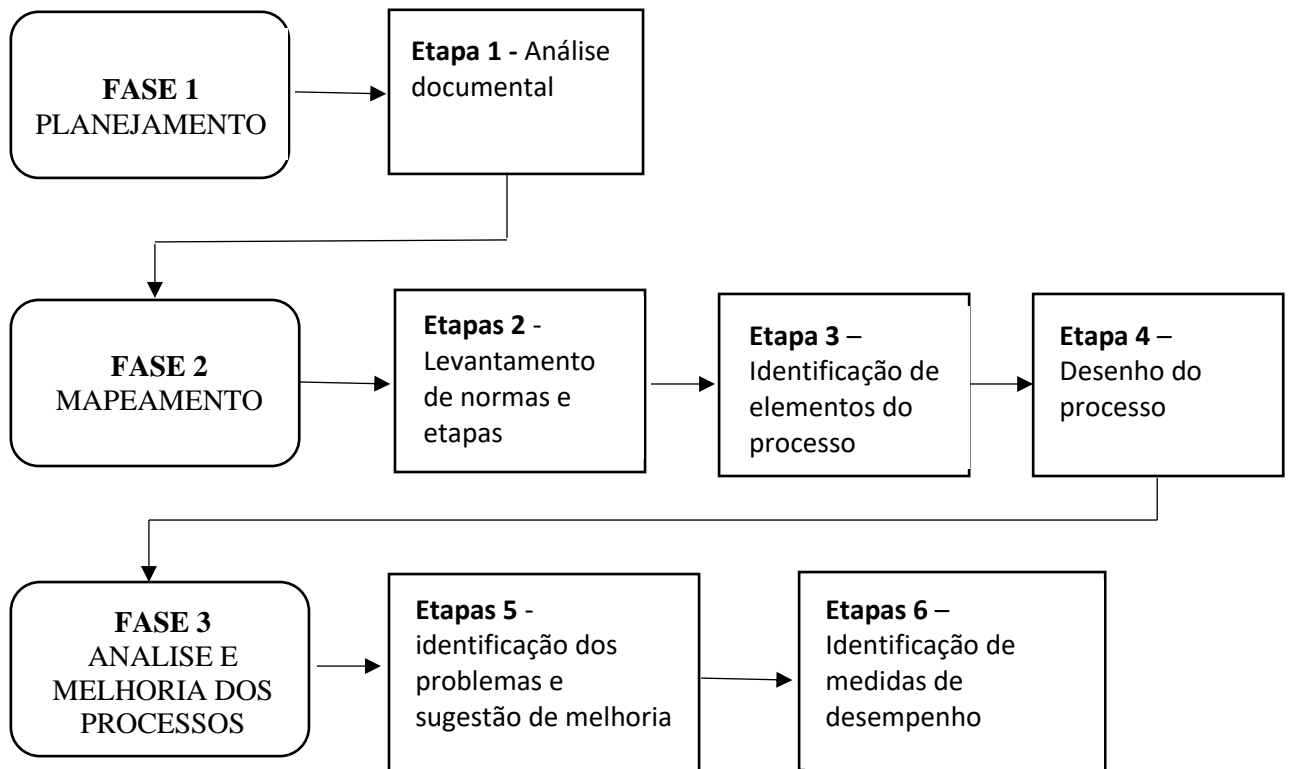 FASE 1
PLANEJAMENTO
Etapa 1 - Análise
documental
FASE 2
MAPEAMENTO
Etapas 2 -
Levantamento
de normas e
etapas
Etapa 3 –
Identificação de
elementos do
processo
Etapa 4 –
Desenho do
processo
FASE 3
ANALISE E
MELHORIA DOS
PROCESSOS
Etapas 5 -
identificação dos
problemas e
sugestão de melhoria
Etapas 6 –
Identificação de
medidas de
desempenho